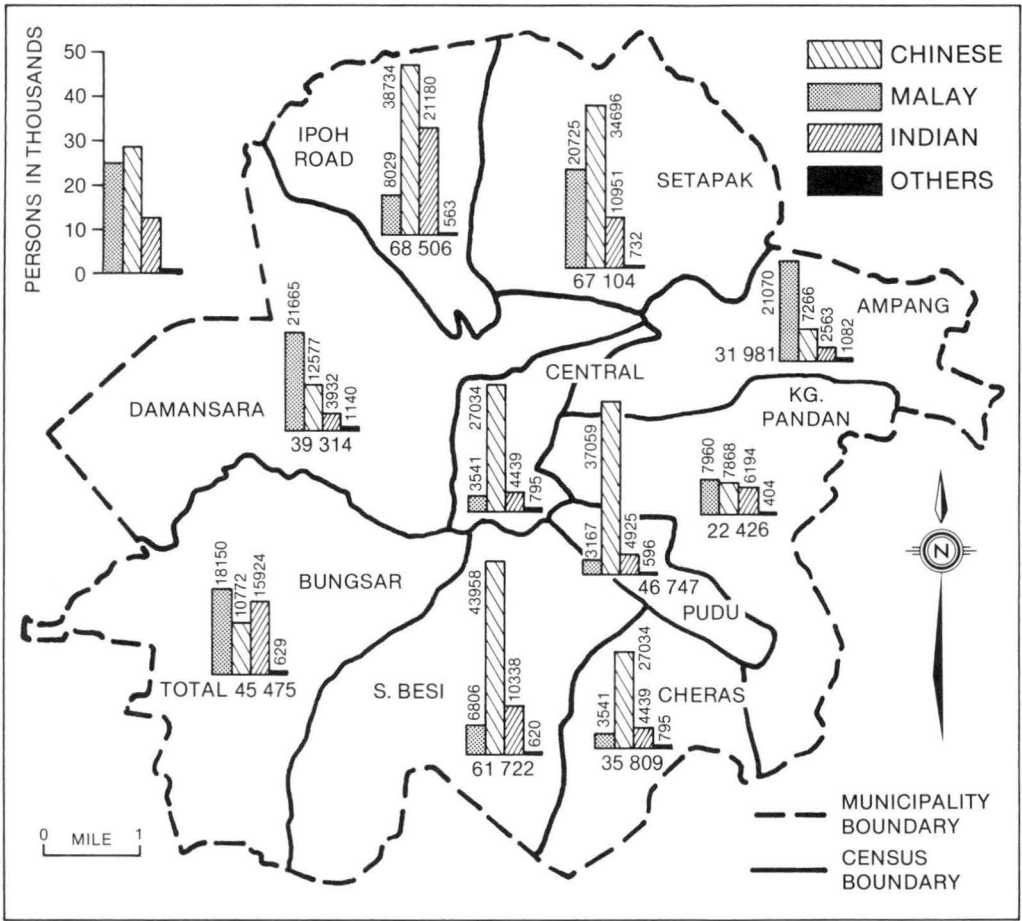 PERSONS IN THOUSANDS
50
40
30
20
10
0
CHINESE
MALAY
INDIAN
OTHERS
IPOH
ROAD
8029
38734
21180
563
68 506
SETAPAK
20725
34696
10951
732
67 104
AMPANG
21070
7266
2563
1082
31 981
DAMANSARA
21665
12577
3932
1140
39 314
CENTRAL
3541
27034
4439
795
KG.
PANDAN
7960
7868
6194
404
22 426
3167
37059
4925
596
46 747
PUDU
BUNGSAR
18150
10772
15924
629
TOTAL 45 475
S. BESI
6806
43958
10338
620
61 722
CHERAS
3541
27034
4439
795
35 809
N
0 MILE 1
MUNICIPALITY
BOUNDARY
CENSUS
BOUNDARY